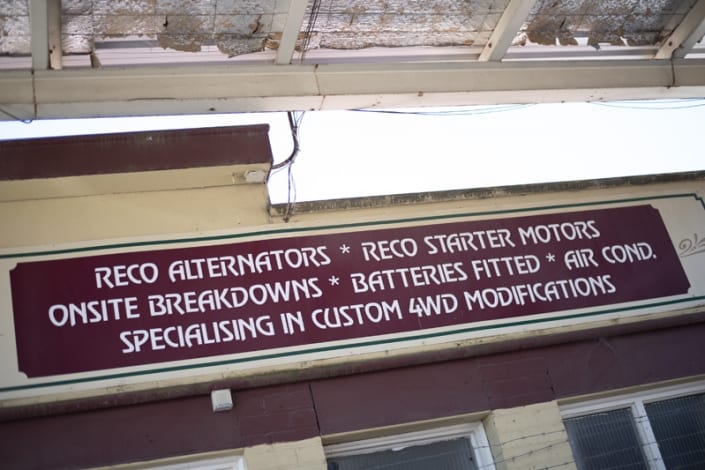 RECO ALTERNATORS * RECO STARTER MOTORS
ONSITE BREAKDOWNS * BATTERIES FITTED * AIR COND.
SPECIALISING IN CUSTOM 4WD MODIFICATIONS